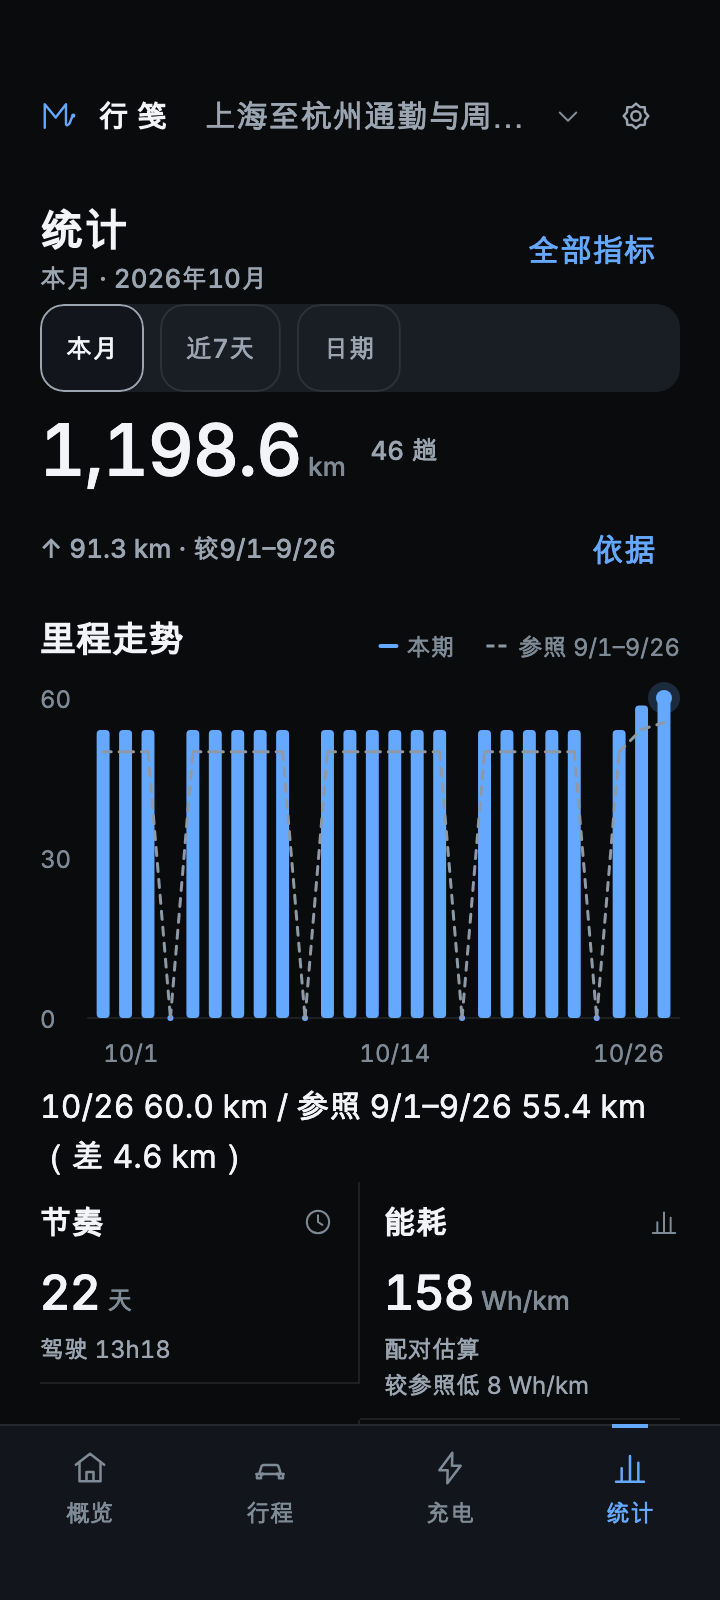 行笺 上海至杭州通勤与周...
统计
本月 · 2026年10月
全部指标
本月 近7天 日期
1,198.6 km 46 趟
↑ 91.3 km · 较9/1–9/26 依据
里程走势 本期 参照 9/1–9/26
60
30
0
10/1 10/14 10/26
10/26 60.0 km / 参照 9/1–9/26 55.4 km
（差 4.6 km）
节奏
22 天
驾驶 13h18
能耗
158 Wh/km
配对估算
较参照低 8 Wh/km
概览 行程 充电 统计